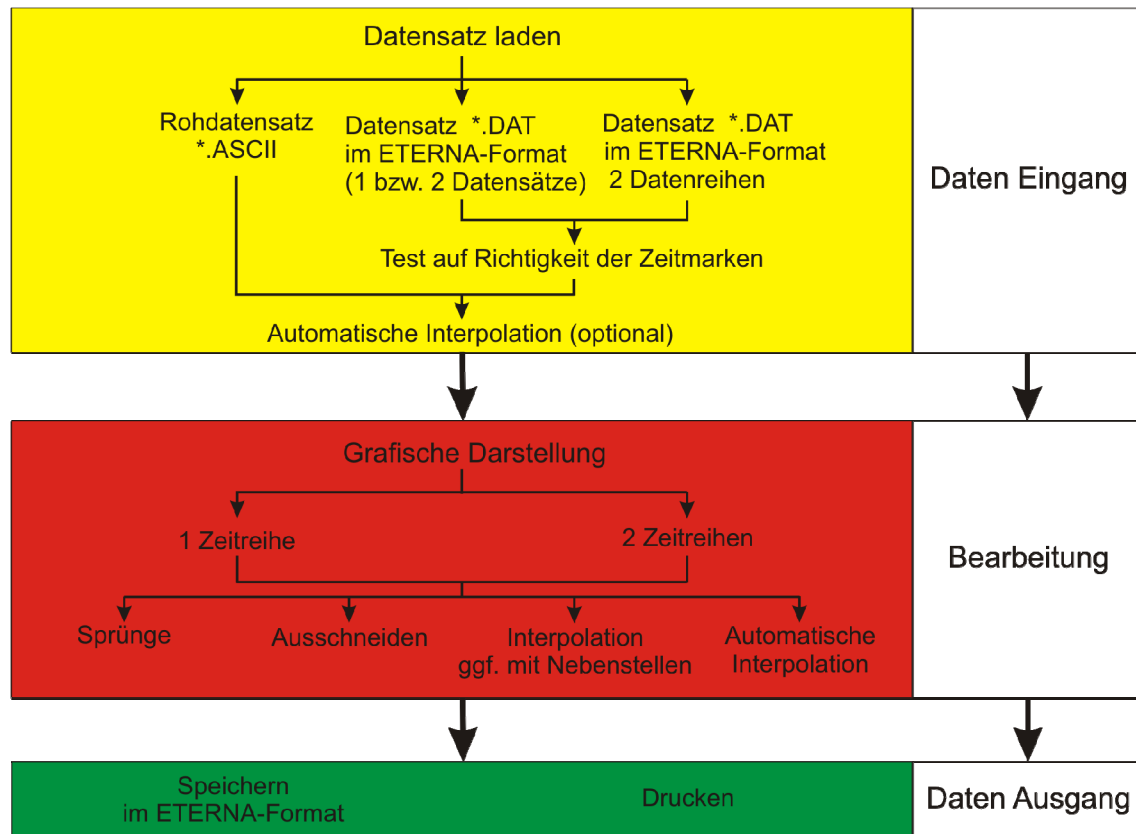 Datensatz laden
Rohdatensatz
*.ASCII
Datensatz *.DAT
im ETERNA-Format
(1 bzw. 2 Datensätze)
Datensatz *.DAT
im ETERNA-Format
2 Datenreihen
Test auf Richtigkeit der Zeitmarken
Automatische Interpolation (optional)
Daten Eingang
Grafische Darstellung
1 Zeitreihe
2 Zeitreihen
Sprünge
Ausschneiden
Interpolation
ggf. mit Nebenstellen
Automatische
Interpolation
Bearbeitung
Speichern
im ETERNA-Format
Drucken
Daten Ausgang